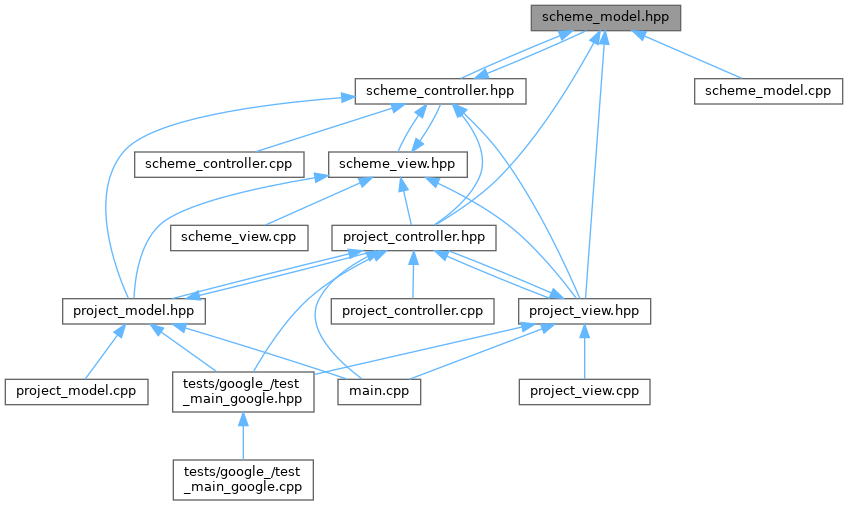 scheme_model.hpp
scheme_controller.hpp
scheme_model.cpp
scheme_controller.cpp
scheme_view.hpp
scheme_view.cpp
project_controller.hpp
project_model.hpp
project_controller.cpp
project_view.hpp
project_model.cpp
tests/google_/test
_main_google.hpp
main.cpp
project_view.cpp
tests/google_/test
_main_google.cpp